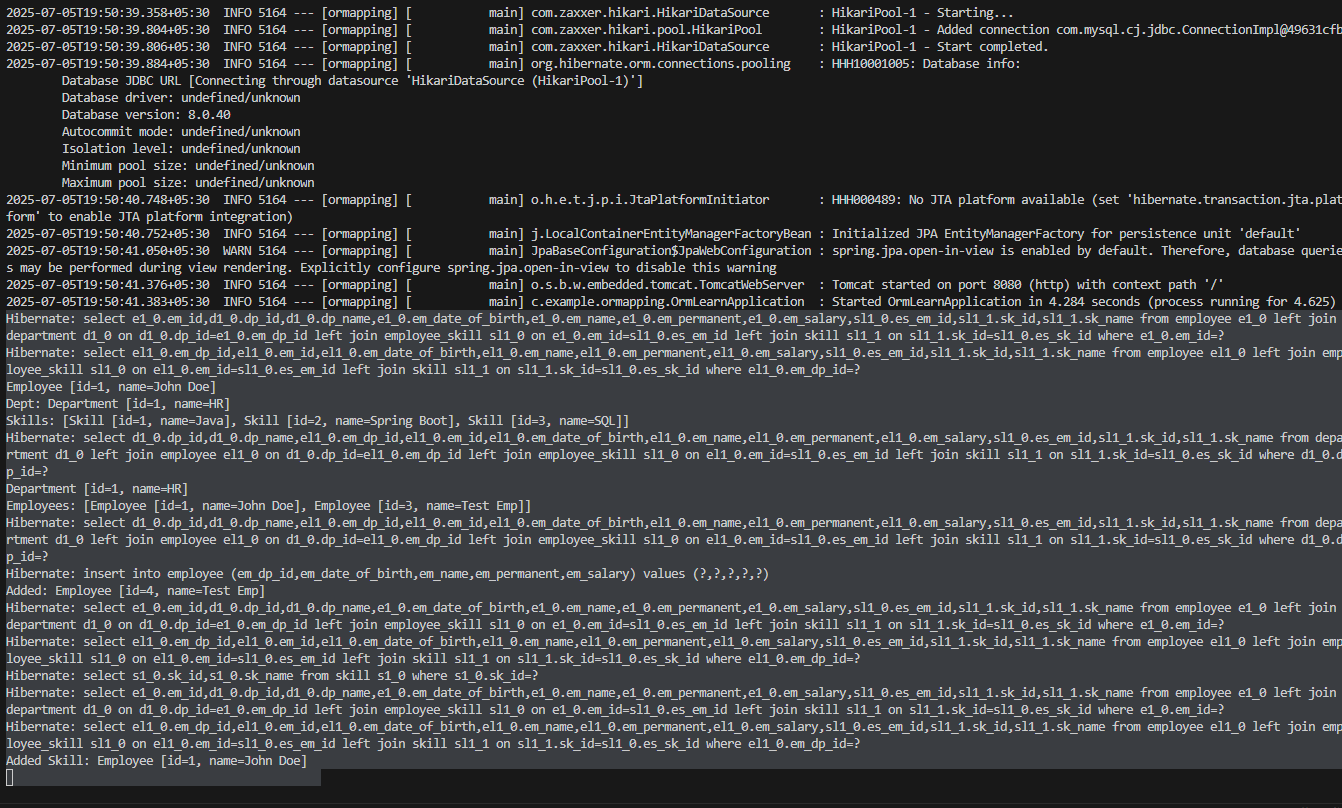 2025-07-05T19:50:39.358+05:30  INFO 5164 --- [ormapping] [           main] com.zaxxer.hikari.HikariDataSource       : HikariPool-1 - Starting...
2025-07-05T19:50:39.804+05:30  INFO 5164 --- [ormapping] [           main] com.zaxxer.hikari.pool.HikariPool        : HikariPool-1 - Added connection com.mysql.cj.jdbc.ConnectionImpl@49631cfb
2025-07-05T19:50:39.806+05:30  INFO 5164 --- [ormapping] [           main] com.zaxxer.hikari.HikariDataSource       : HikariPool-1 - Start completed.
2025-07-05T19:50:39.884+05:30  INFO 5164 --- [ormapping] [           main] org.hibernate.orm.connections.pooling    : HHH10001005: Database info:
        Database JDBC URL [Connecting through datasource 'HikariDataSource (HikariPool-1)']
        Database driver: undefined/unknown
        Database version: 8.0.40
        Autocommit mode: undefined/unknown
        Isolation level: undefined/unknown
        Minimum pool size: undefined/unknown
        Maximum pool size: undefined/unknown
2025-07-05T19:50:40.748+05:30  INFO 5164 --- [ormapping] [           main] o.h.e.t.j.p.i.JtaPlatformInitiator       : HHH000489: No JTA platform available (set 'hibernate.transaction.jta.plat
form' to enable JTA platform integration)
2025-07-05T19:50:40.752+05:30  INFO 5164 --- [ormapping] [           main] j.LocalContainerEntityManagerFactoryBean : Initialized JPA EntityManagerFactory for persistence unit 'default'
2025-07-05T19:50:41.050+05:30  WARN 5164 --- [ormapping] [           main] JpaBaseConfiguration$JpaWebConfiguration : spring.jpa.open-in-view is enabled by default. Therefore, database querie
s may be performed during view rendering. Explicitly configure spring.jpa.open-in-view to disable this warning
2025-07-05T19:50:41.376+05:30  INFO 5164 --- [ormapping] [           main] o.s.b.w.embedded.tomcat.TomcatWebServer  : Tomcat started on port 8080 (http) with context path '/'
2025-07-05T19:50:41.383+05:30  INFO 5164 --- [ormapping] [           main] c.example.ormapping.OrmLearnApplication  : Started OrmLearnApplication in 4.284 seconds (process running for 4.625)
Hibernate: select e1_0.em_id,d1_0.dp_id,d1_0.dp_name,e1_0.em_date_of_birth,e1_0.em_name,e1_0.em_permanent,e1_0.em_salary,sl1_0.es_em_id,sl1_1.sk_id,sl1_1.sk_name from employee e1_0 left join
department d1_0 on d1_0.dp_id=e1_0.em_dp_id left join employee_skill sl1_0 on e1_0.em_id=sl1_0.es_em_id left join skill sl1_1 on sl1_1.sk_id=sl1_0.es_sk_id where e1_0.em_id=?
Hibernate: select el1_0.em_dp_id,el1_0.em_id,el1_0.em_date_of_birth,el1_0.em_name,el1_0.em_permanent,el1_0.em_salary,sl1_0.es_em_id,sl1_1.sk_id,sl1_1.sk_name from employee el1_0 left join emp
loyee_skill sl1_0 on el1_0.em_id=sl1_0.es_em_id left join skill sl1_1 on sl1_1.sk_id=sl1_0.es_sk_id where el1_0.em_dp_id=?
Employee [id=1, name=John Doe]
Dept: Department [id=1, name=HR]
Skills: [Skill [id=1, name=Java], Skill [id=2, name=Spring Boot], Skill [id=3, name=SQL]]
Hibernate: select d1_0.dp_id,d1_0.dp_name,el1_0.em_dp_id,el1_0.em_id,el1_0.em_date_of_birth,el1_0.em_name,el1_0.em_permanent,el1_0.em_salary,sl1_0.es_em_id,sl1_1.sk_id,sl1_1.sk_name from depa
rtment d1_0 left join employee el1_0 on d1_0.dp_id=el1_0.em_dp_id left join employee_skill sl1_0 on el1_0.em_id=sl1_0.es_em_id left join skill sl1_1 on sl1_1.sk_id=sl1_0.es_sk_id where d1_0.d
p_id=?
Department [id=1, name=HR]
Employees: [Employee [id=1, name=John Doe], Employee [id=3, name=Test Emp]]
Hibernate: select d1_0.dp_id,d1_0.dp_name,el1_0.em_dp_id,el1_0.em_id,el1_0.em_date_of_birth,el1_0.em_name,el1_0.em_permanent,el1_0.em_salary,sl1_0.es_em_id,sl1_1.sk_id,sl1_1.sk_name from depa
rtment d1_0 left join employee el1_0 on d1_0.dp_id=el1_0.em_dp_id left join employee_skill sl1_0 on el1_0.em_id=sl1_0.es_em_id left join skill sl1_1 on sl1_1.sk_id=sl1_0.es_sk_id where d1_0.d
p_id=?
Hibernate: insert into employee (em_dp_id,em_date_of_birth,em_name,em_permanent,em_salary) values (?,?,?,?,?)
Added: Employee [id=4, name=Test Emp]
Hibernate: select e1_0.em_id,d1_0.dp_id,d1_0.dp_name,e1_0.em_date_of_birth,e1_0.em_name,e1_0.em_permanent,e1_0.em_salary,sl1_0.es_em_id,sl1_1.sk_id,sl1_1.sk_name from employee e1_0 left join
department d1_0 on d1_0.dp_id=e1_0.em_dp_id left join employee_skill sl1_0 on e1_0.em_id=sl1_0.es_em_id left join skill sl1_1 on sl1_1.sk_id=sl1_0.es_sk_id where e1_0.em_id=?
Hibernate: select el1_0.em_dp_id,el1_0.em_id,el1_0.em_date_of_birth,el1_0.em_name,el1_0.em_permanent,el1_0.em_salary,sl1_0.es_em_id,sl1_1.sk_id,sl1_1.sk_name from employee el1_0 left join emp
loyee_skill sl1_0 on el1_0.em_id=sl1_0.es_em_id left join skill sl1_1 on sl1_1.sk_id=sl1_0.es_sk_id where el1_0.em_dp_id=?
Hibernate: select s1_0.sk_id,s1_0.sk_name from skill s1_0 where s1_0.sk_id=?
Hibernate: select e1_0.em_id,d1_0.dp_id,d1_0.dp_name,e1_0.em_date_of_birth,e1_0.em_name,e1_0.em_permanent,e1_0.em_salary,sl1_0.es_em_id,sl1_1.sk_id,sl1_1.sk_name from employee e1_0 left join
department d1_0 on d1_0.dp_id=e1_0.em_dp_id left join employee_skill sl1_0 on e1_0.em_id=sl1_0.es_em_id left join skill sl1_1 on sl1_1.sk_id=sl1_0.es_sk_id where e1_0.em_id=?
Hibernate: select el1_0.em_dp_id,el1_0.em_id,el1_0.em_date_of_birth,el1_0.em_name,el1_0.em_permanent,el1_0.em_salary,sl1_0.es_em_id,sl1_1.sk_id,sl1_1.sk_name from employee el1_0 left join emp
loyee_skill sl1_0 on el1_0.em_id=sl1_0.es_em_id left join skill sl1_1 on sl1_1.sk_id=sl1_0.es_sk_id where el1_0.em_dp_id=?
Added Skill: Employee [id=1, name=John Doe]